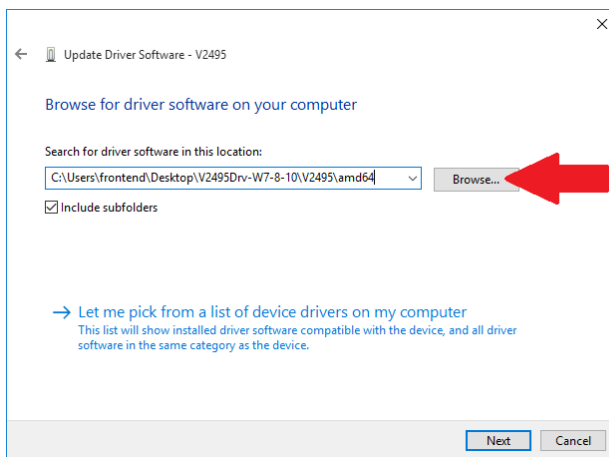 Update Driver Software - V2495
Browse for driver software on your computer
Search for driver software in this location:
C:\Users\frontend\Desktop\V2495Drv-W7-8-10\V2495\amd64
Browse...
Include subfolders
Let me pick from a list of device drivers on my computer
This list will show installed driver software compatible with the device, and all driver
software in the same category as the device.
Next
Cancel